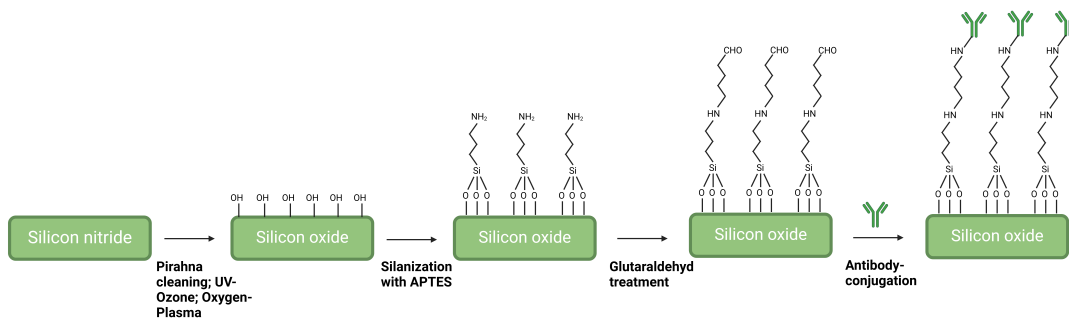 CHO CHO CHO
HN HN HN
NH₂ NH₂ NH₂
HN HN HN
HN HN HN
Si Si Si
Si Si Si
Si Si Si
O O O O O O O O O
O O O O O O O O O
O O O O O O O O O
OH OH OH OH OH OH
Silicon nitride
Silicon oxide
Silicon oxide
Silicon oxide
Silicon oxide
Pirahna
cleaning; UV-
Ozone; Oxygen-
Plasma
Silanization
with APTES
Glutaraldehyd
treatment
Antibody-
conjugation